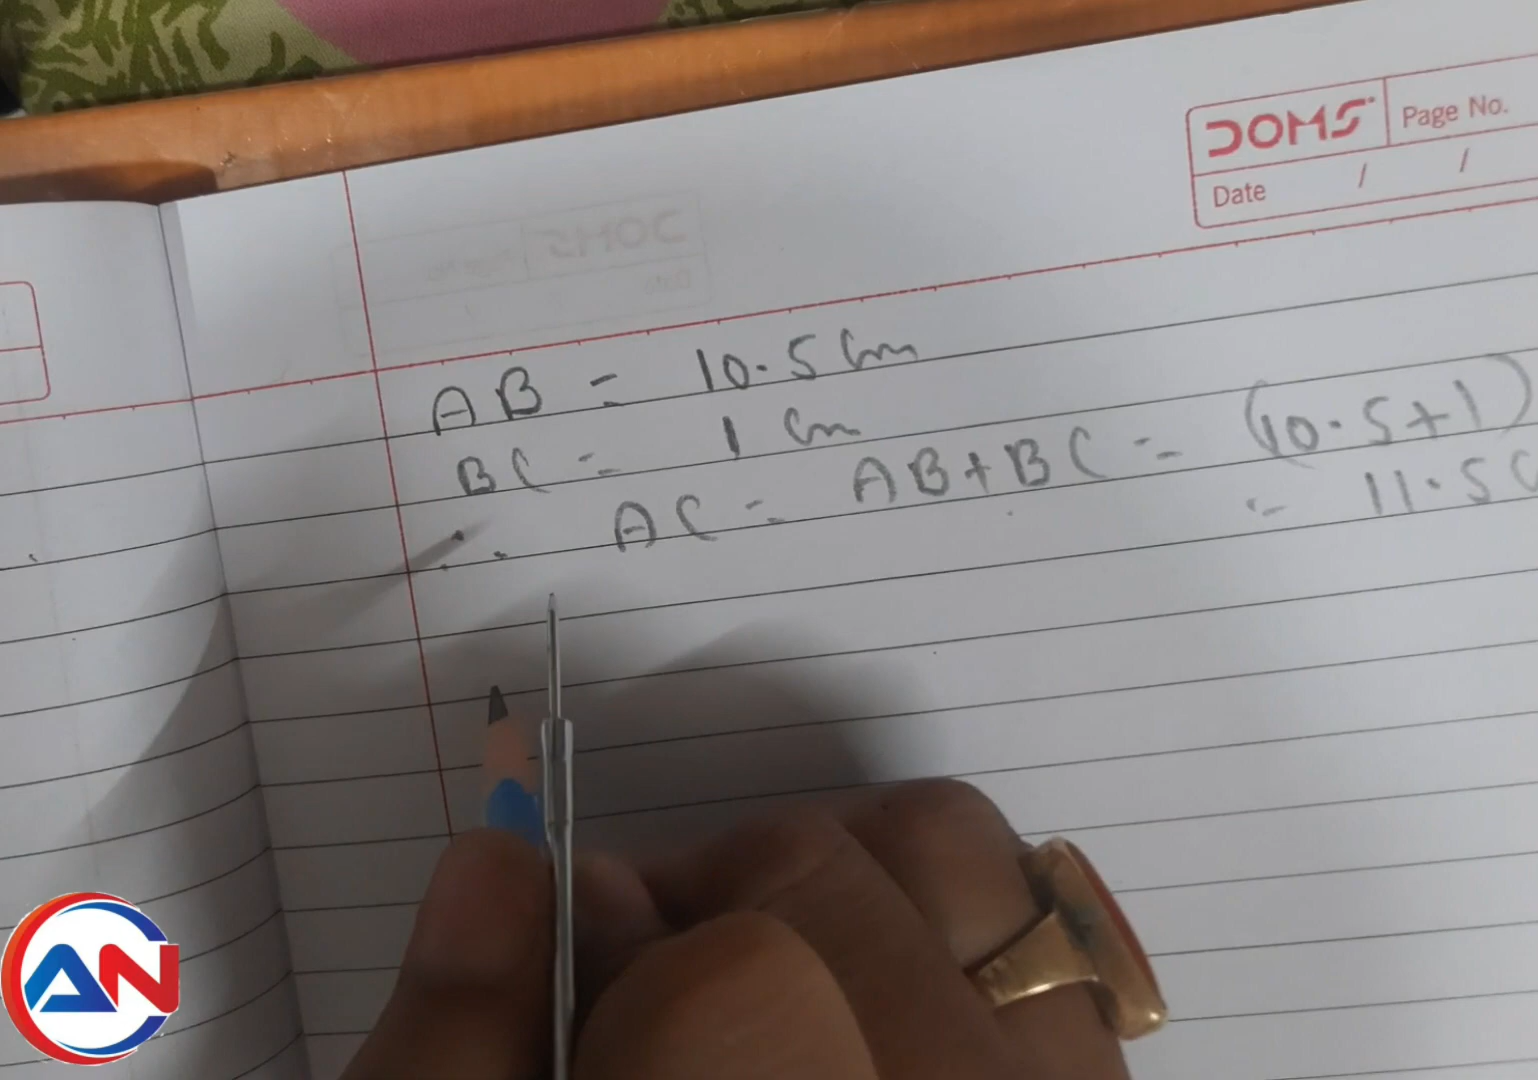 DOMS Page No.
Date / /
AB = 10.5 cm
BC = 1 cm
∴ AC = AB + BC = (10.5+1)
= 11.5 c
AN